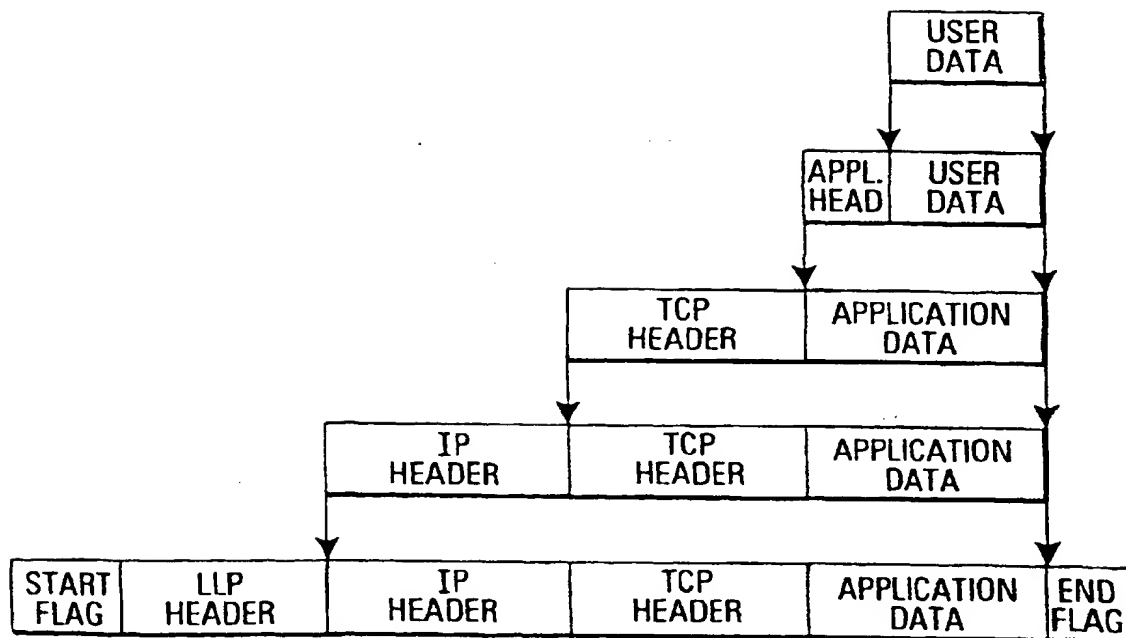 USER
DATA
APPL. USER
HEAD DATA
TCP APPLICATION
HEADER DATA
IP TCP APPLICATION
HEADER HEADER DATA
START LLP IP TCP APPLICATION END
FLAG HEADER HEADER HEADER DATA FLAG